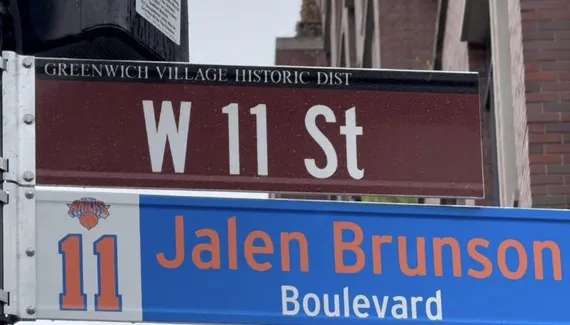 GREENWICH VILLAGE HISTORIC DIST
W 11 St
11
Jalen Brunson
Boulevard